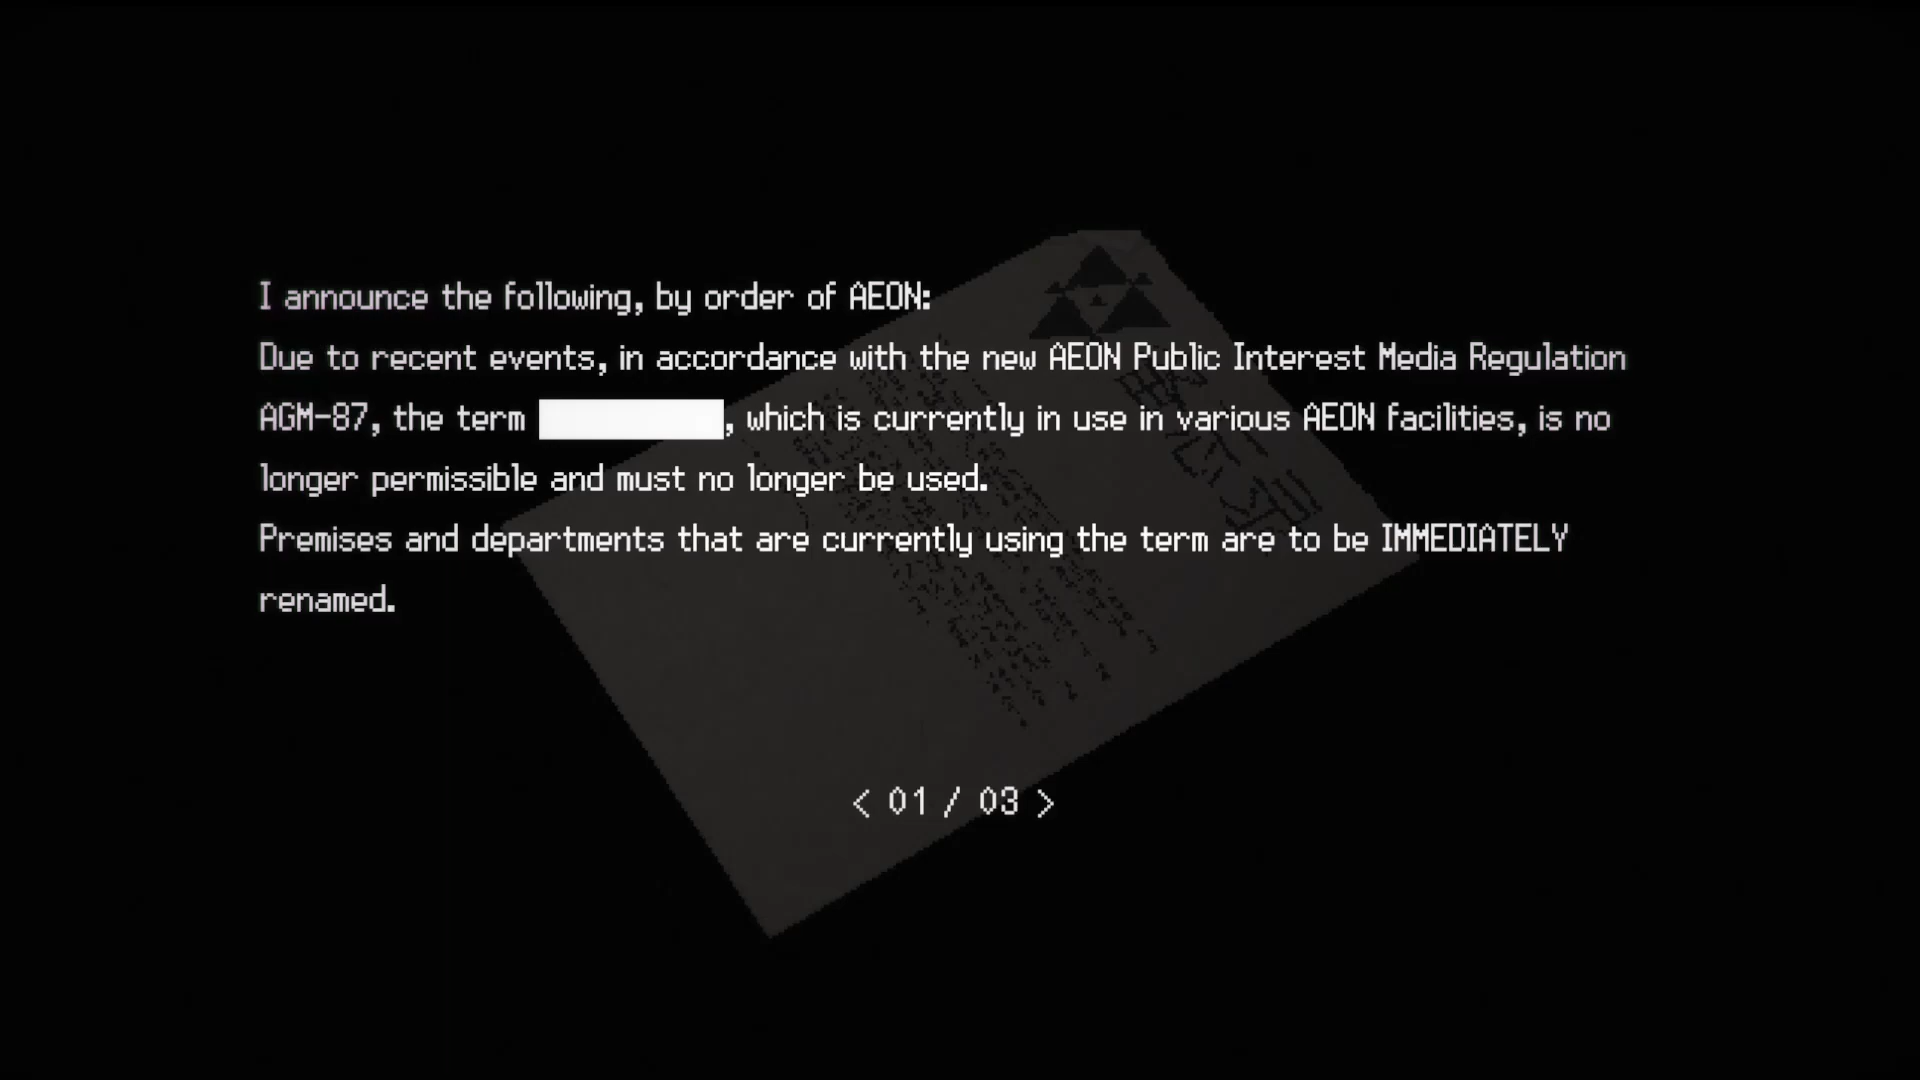 I announce the following, by order of AEON:
Due to recent events, in accordance with the new AEON Public Interest Media Regulation
AGM-87, the term , which is currently in use in various AEON facilities, is no
longer permissible and must no longer be used.
Premises and departments that are currently using the term are to be IMMEDIATELY
renamed.
< 01 / 03 >